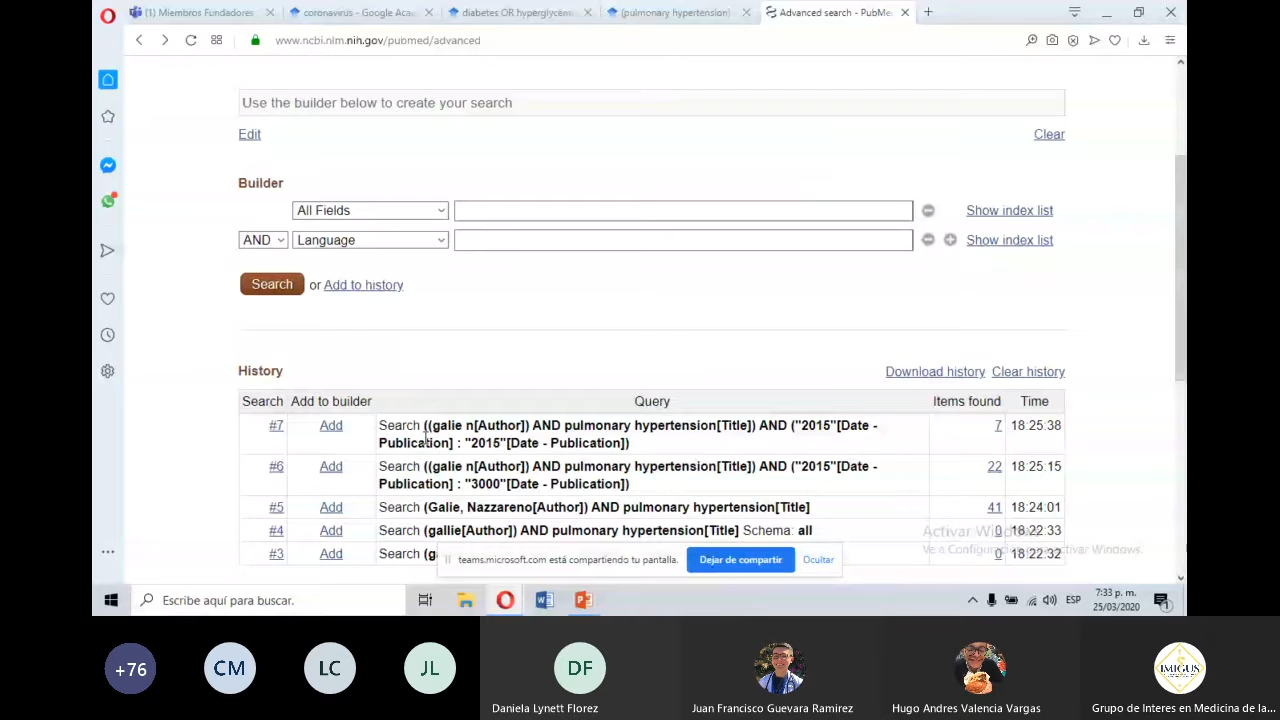 (1) Miembros Fundadores
coronavirus - Google Aca
diabetes OR hyperglyce
(pulmonary hypertension)
Advanced search - PubMe
www.ncbi.nlm.nih.gov/pubmed/advanced
Use the builder below to create your search
Edit
Clear
Builder
All Fields
Show index list
AND
Language
Show index list
Search or Add to history
History
Download history Clear history
Search Add to builder Query Items found Time
#7 Add Search ((galie n[Author]) AND pulmonary hypertension[Title]) AND ("2015"[Date - 7 18:25:38
Publication] : "2015"[Date - Publication])
#6 Add Search ((galie n[Author]) AND pulmonary hypertension[Title]) AND ("2015"[Date - 22 18:25:15
Publication] : "3000"[Date - Publication])
#5 Add Search (Galie, Nazzareno[Author]) AND pulmonary hypertension[Title] 41 18:24:01
#4 Add Search (gallie[Author]) AND pulmonary hypertension[Title] Schema: all 0 18:22:33
#3 Add Search (g 0 18:22:32
Activar Windows
Ve a Configuración para activar Windows.
teams.microsoft.com está compartiendo tu pantalla.
Dejar de compartir
Ocultar
Escribe aquí para buscar.
ESP
7:33 p. m.
25/03/2020
+76
CM
LC
JL
DF
IMIGUS
Daniela Lynett Florez
Juan Francisco Guevara Ramirez
Hugo Andres Valencia Vargas
Grupo de Interes en Medicina de la...